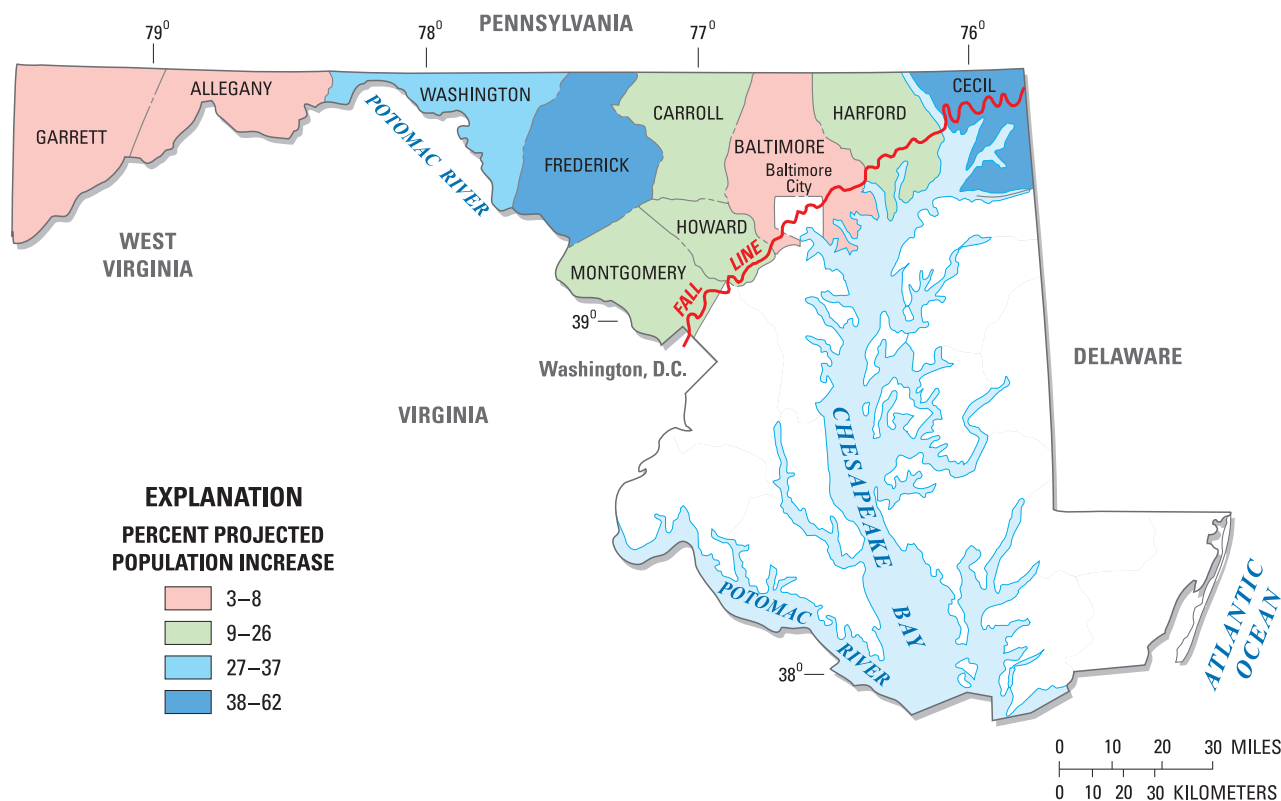 PENNSYLVANIA
79⁰
78⁰
77⁰
76⁰
GARRETT
ALLEGANY
WASHINGTON
FREDERICK
CARROLL
BALTIMORE
Baltimore
City
HARFORD
CECIL
HOWARD
MONTGOMERY
POTOMAC RIVER
FALL LINE
WEST
VIRGINIA
39⁰
Washington, D.C.
VIRGINIA
DELAWARE
CHESAPEAKE BAY
POTOMAC RIVER
38⁰
ATLANTIC
OCEAN
EXPLANATION
PERCENT PROJECTED
POPULATION INCREASE
3–8
9–26
27–37
38–62
0 10 20 30 MILES
0 10 20 30 KILOMETERS